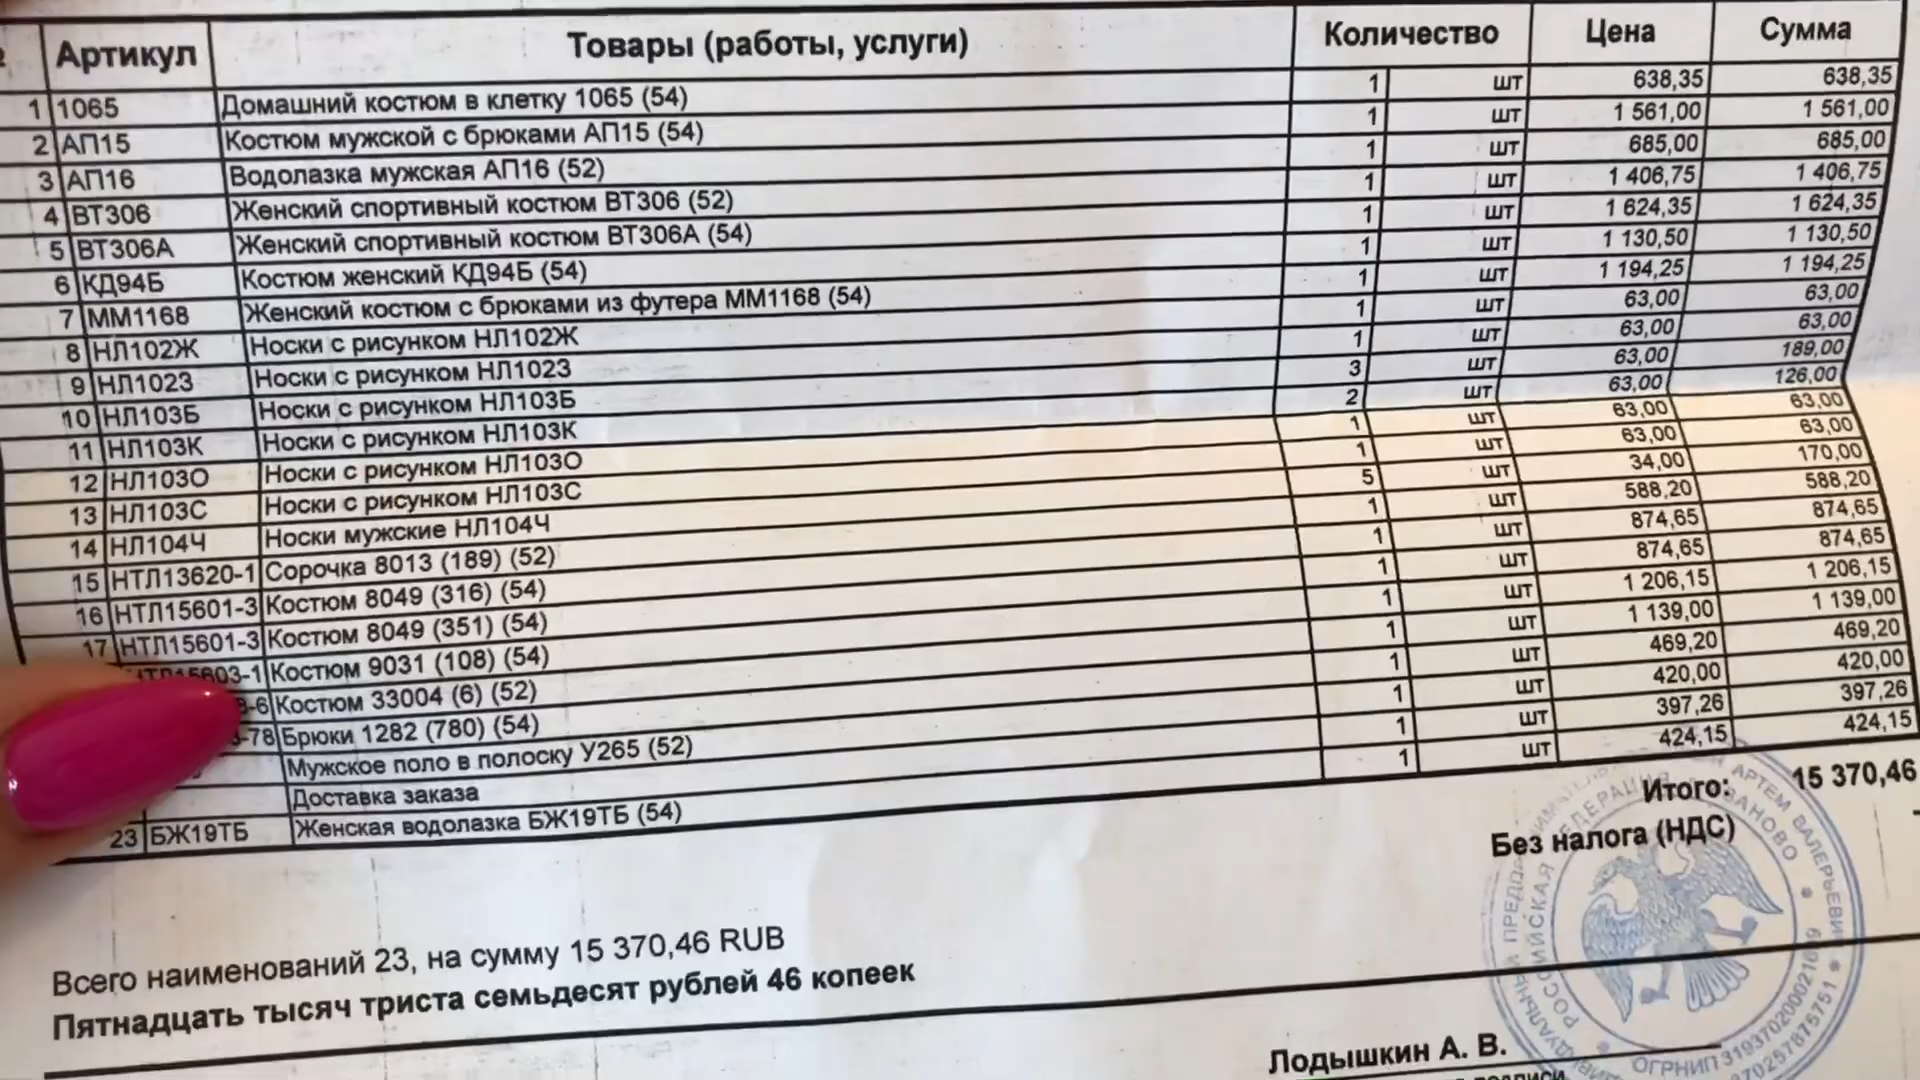 Артикул Товары (работы, услуги) Количество Цена Сумма
1 1065 Домашний костюм в клетку 1065 (54) 1 шт 638,35 638,35
2 АП15 Костюм мужской с брюками АП15 (54) 1 шт 1 561,00 1 561,00
3 АП16 Водолазка мужская АП16 (52) 1 шт 685,00 685,00
4 ВТ306 Женский спортивный костюм ВТ306 (52) 1 шт 1 406,75 1 406,75
5 ВТ306А Женский спортивный костюм ВТ306А (54) 1 шт 1 624,35 1 624,35
6 КД94Б Костюм женский КД94Б (54) 1 шт 1 130,50 1 130,50
7 ММ1168 Женский костюм с брюками из футера ММ1168 (54) 1 шт 1 194,25 1 194,25
8 НЛ102Ж Носки с рисунком НЛ102Ж 1 шт 63,00 63,00
9 НЛ102З Носки с рисунком НЛ102З 1 шт 63,00 63,00
10 НЛ103Б Носки с рисунком НЛ103Б 3 шт 63,00 189,00
11 НЛ103К Носки с рисунком НЛ103К 2 шт 63,00 126,00
12 НЛ103О Носки с рисунком НЛ103О 1 шт 63,00 63,00
13 НЛ103С Носки с рисунком НЛ103С 1 шт 63,00 63,00
14 НЛ104Ч Носки мужские НЛ104Ч 5 шт 34,00 170,00
15 НТЛ13620-1 Сорочка 8013 (189) (52) 1 шт 588,20 588,20
16 НТЛ15601-3 Костюм 8049 (316) (54) 1 шт 874,65 874,65
17 НТЛ15601-3 Костюм 8049 (351) (54) 1 шт 874,65 874,65
НТЛ15603-1 Костюм 9031 (108) (54) 1 шт 1 206,15 1 206,15
-6 Костюм 33004 (6) (52) 1 шт 1 139,00 1 139,00
-78 Брюки 1282 (780) (54) 1 шт 469,20 469,20
Мужское поло в полоску У265 (52) 1 шт 420,00 420,00
Доставка заказа 1 шт 397,26 397,26
23 БЖ19ТБ Женская водолазка БЖ19ТБ (54) 1 шт 424,15 424,15
Итого: 15 370,46
Без налога (НДС) -
Всего наименований 23, на сумму 15 370,46 RUB
Пятнадцать тысяч триста семьдесят рублей 46 копеек
Лодышкин А. В.
РОССИЙСКАЯ ФЕДЕРАЦИЯ
АРТЕМ ВАЛЕРЬЕВИЧ
ОГРНИП